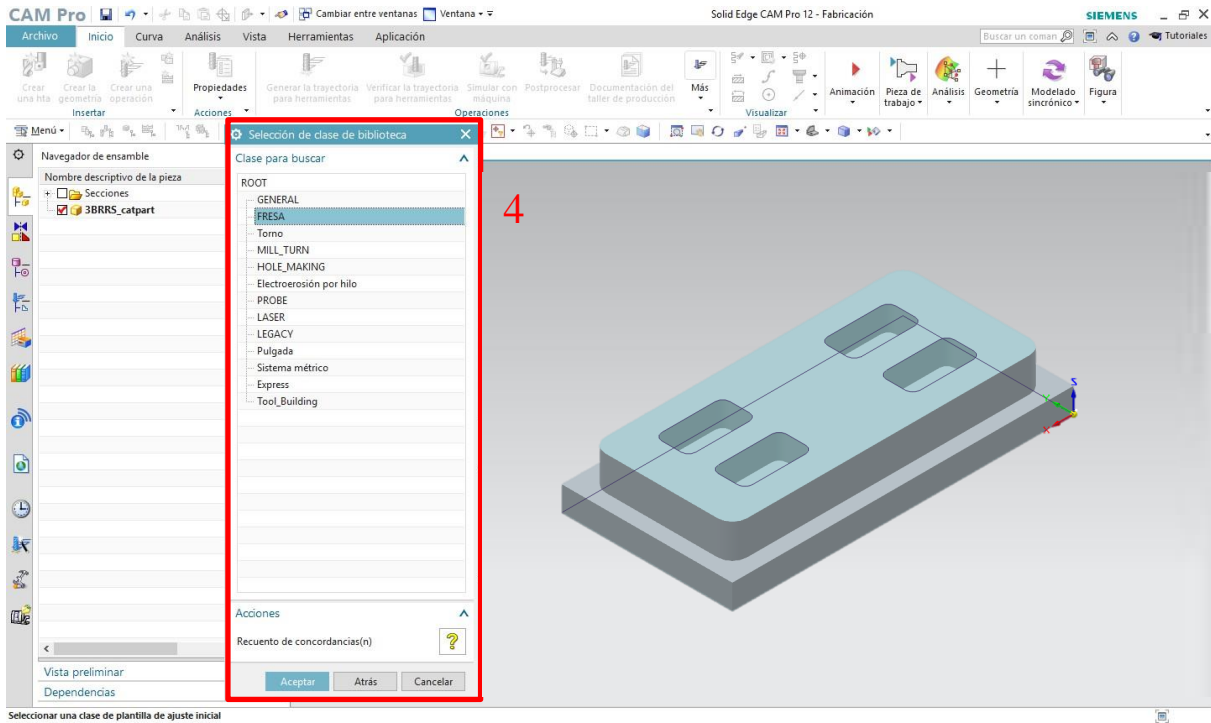 CAM Pro Cambiar entre ventanas Ventana Solid Edge CAM Pro 12 - Fabricación SIEMENS
Archivo Inicio Curva Análisis Vista Herramientas Aplicación Buscar un coman Tutoriales
Crear una hta Crear la geometría Crear una operación Propiedades Generar la trayectoria para herramientas Verificar la trayectoria para herramientas Simular con máquina Postprocesar Documentación del taller de producción Más Animación Pieza de trabajo Análisis Geometría Modelado sincrónico Figura
Insertar Acciones Operaciones Visualizar
Menú
Selección de clase de biblioteca
Navegador de ensamble
Clase para buscar
Nombre descriptivo de la pieza
Secciones
3BRRS_catpart
ROOT
GENERAL
FRESA
Torno
MILL_TURN
HOLE_MAKING
Electroerosión por hilo
PROBE
LASER
LEGACY
Pulgada
Sistema métrico
Express
Tool_Building
4
Z
X
Acciones
Recuento de concordancias(n)
Aceptar Atrás Cancelar
Vista preliminar
Dependencias
Seleccionar una clase de plantilla de ajuste inicial